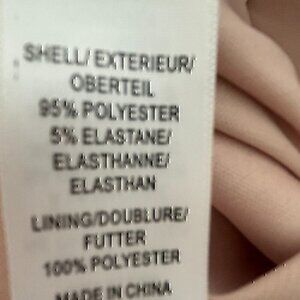 SHELL/EXTERIEUR/
OBERTEIL
95% POLYESTER
5% ELASTANE/
ELASTHANNE/
ELASTHAN
LINING/DOUBLURE/
FUTTER
100% POLYESTER
MADE IN CHINA